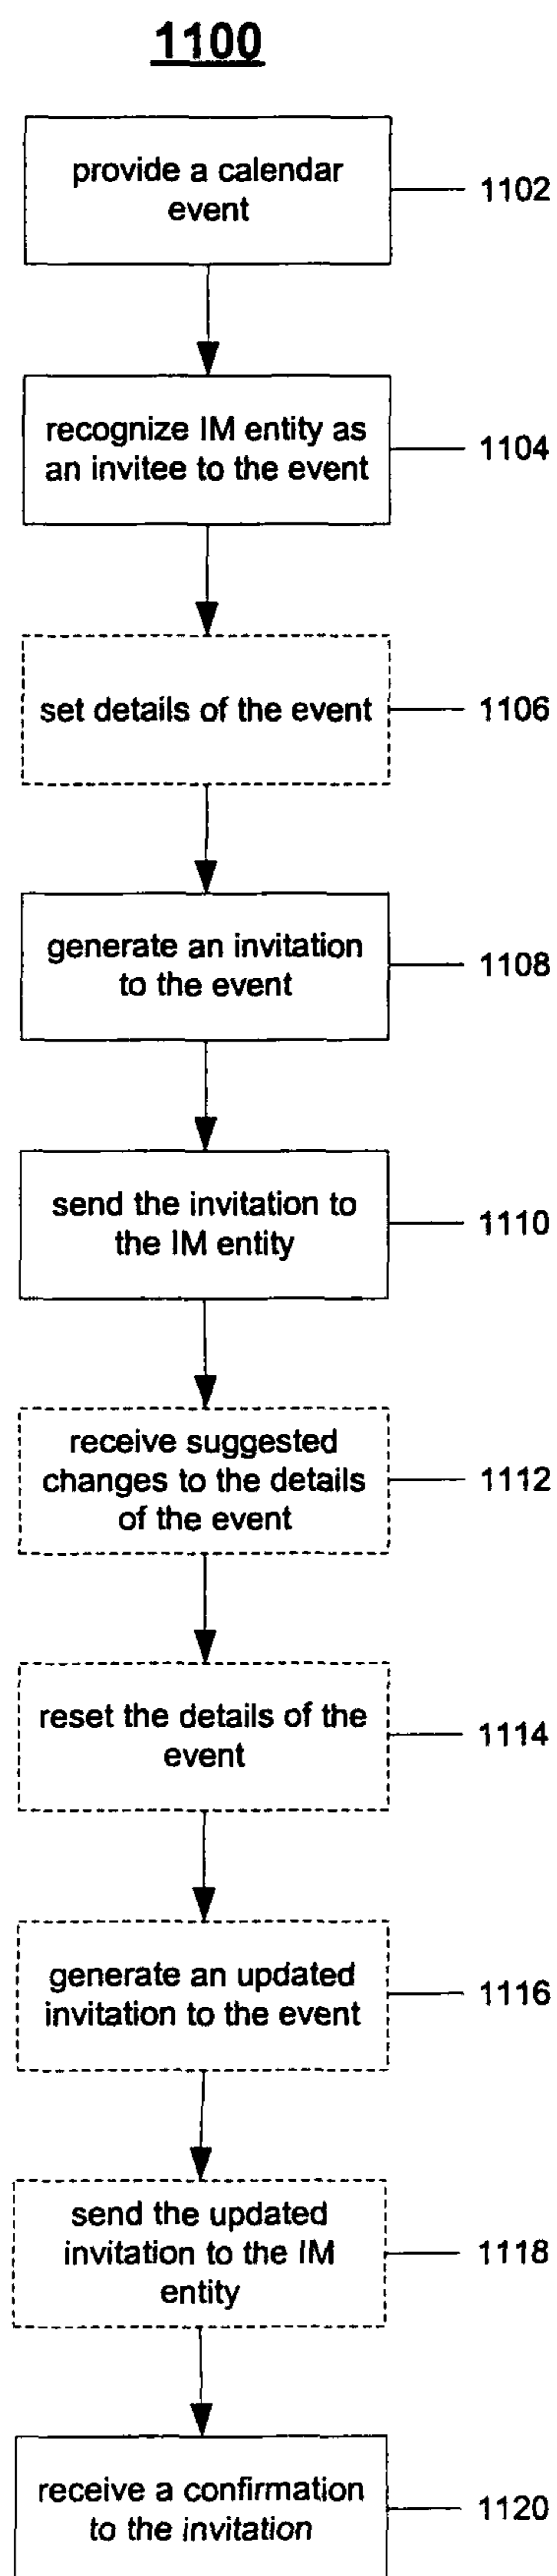 1100
provide a calendar
event
1102
recognize IM entity as
an invitee to the event
1104
set details of the event
1106
generate an invitation
to the event
1108
send the invitation to
the IM entity
1110
receive suggested
changes to the details
of the event
1112
reset the details of the
event
1114
generate an updated
invitation to the event
1116
send the updated
invitation to the IM
entity
1118
receive a confirmation
to the invitation
1120